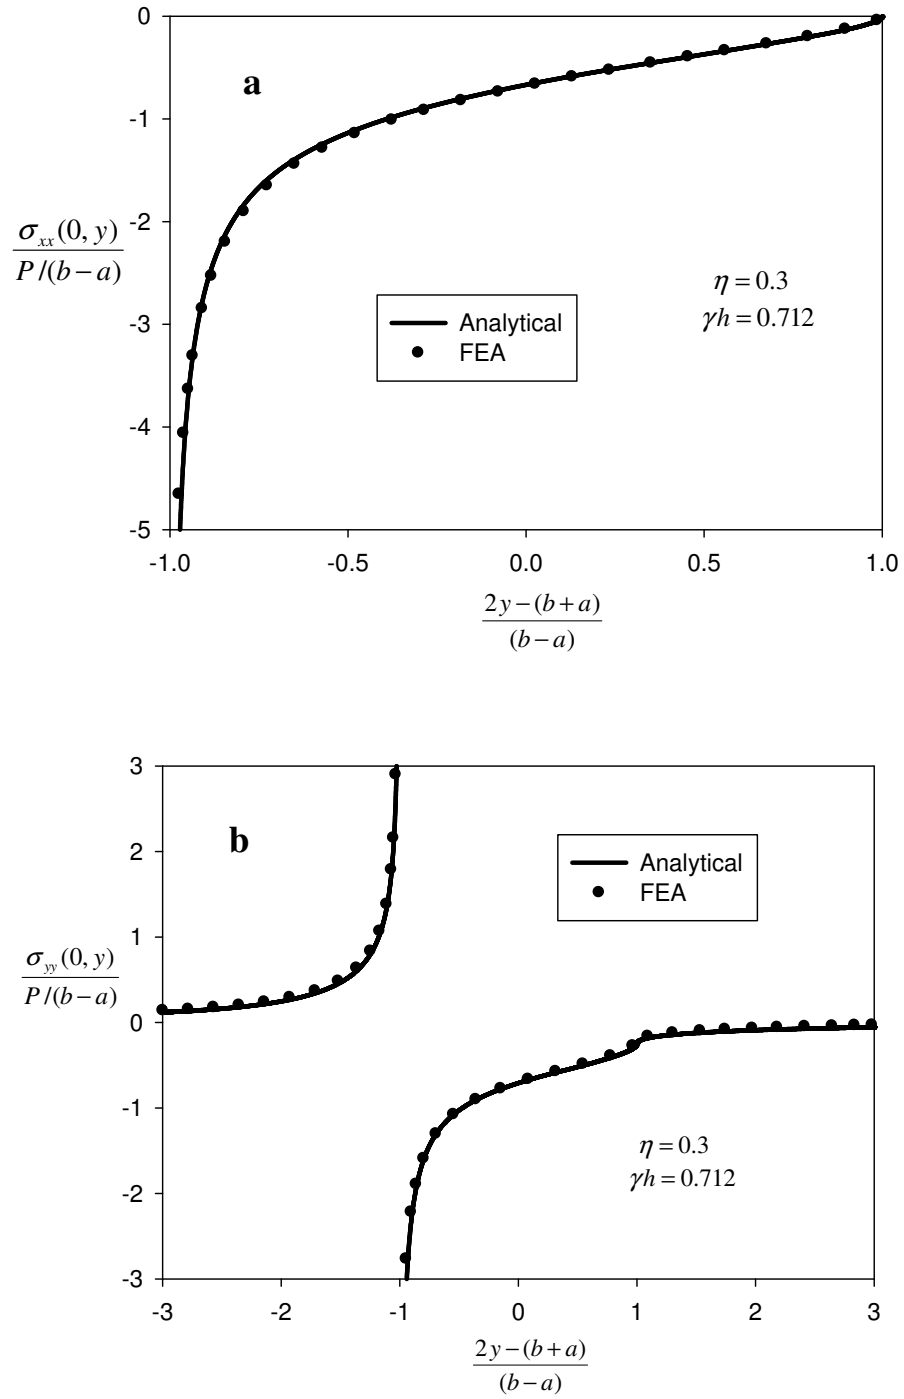 0
-1
-2
-3
-4
-5
a
σxx(0, y)
P/(b−a)
η = 0.3
γh = 0.712
Analytical
FEA
-1.0 -0.5 0.0 0.5 1.0
2y−(b+a)
(b−a)
3
2
1
0
-1
-2
-3
b
Analytical
FEA
σyy(0, y)
P/(b−a)
η = 0.3
γh = 0.712
-3 -2 -1 0 1 2 3
2y−(b+a)
(b−a)